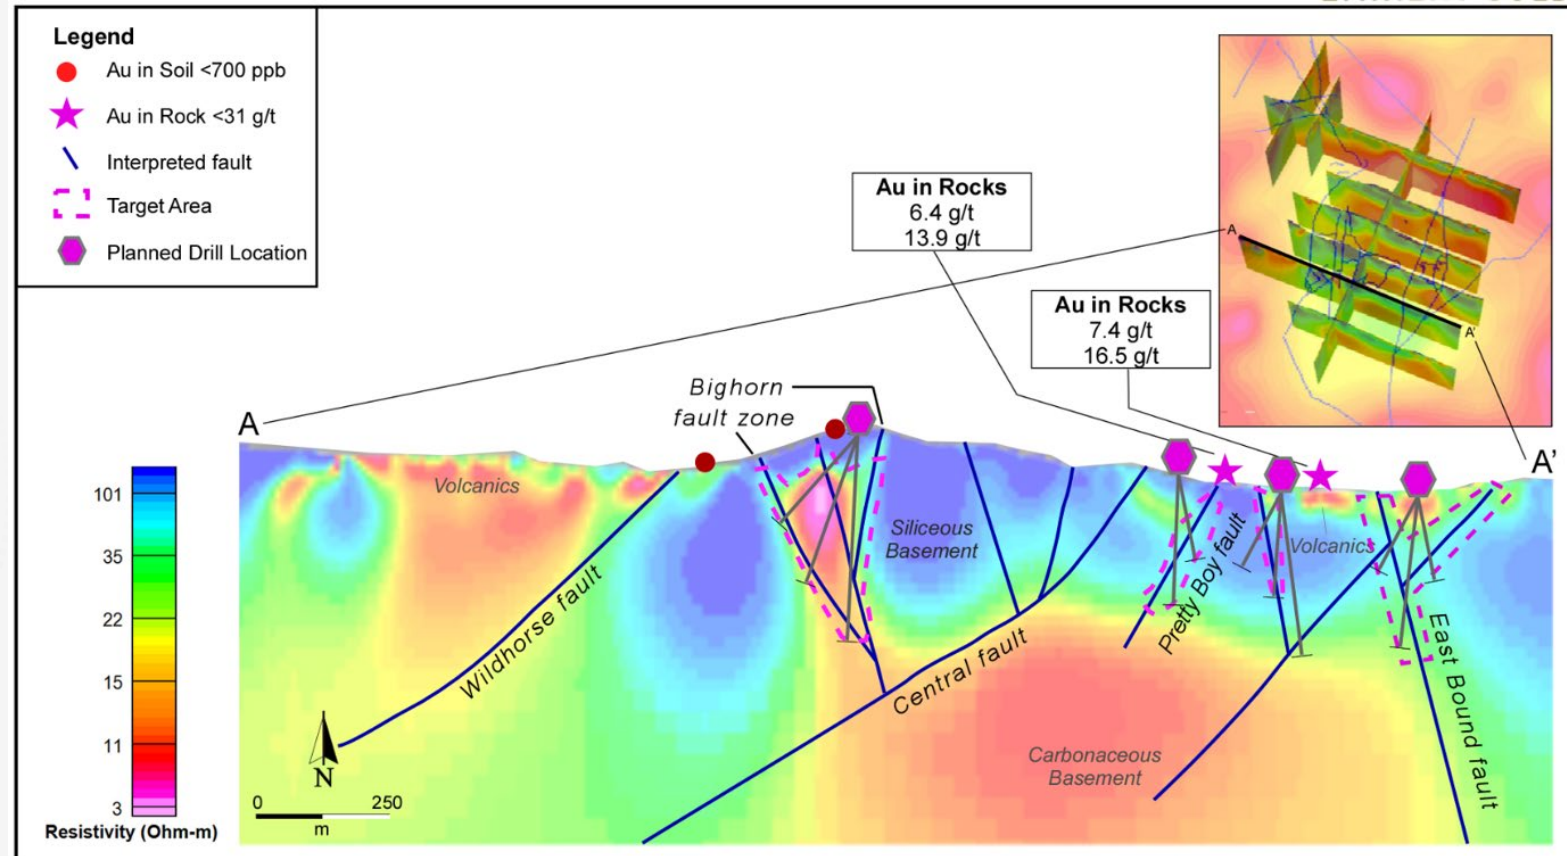 Legend
Au in Soil <700 ppb
Au in Rock <31 g/t
Interpreted fault
Target Area
Planned Drill Location
Au in Rocks
6.4 g/t
13.9 g/t
Au in Rocks
7.4 g/t
16.5 g/t
A
A'
Bighorn
fault zone
A
A’
Volcanics
Siliceous
Basement
Volcanics
Wildhorse fault
Central fault
Pretty Boy fault
East Bound fault
Carbonaceous
Basement
101
35
22
15
11
3
Resistivity (Ohm-m)
N
0 250
m